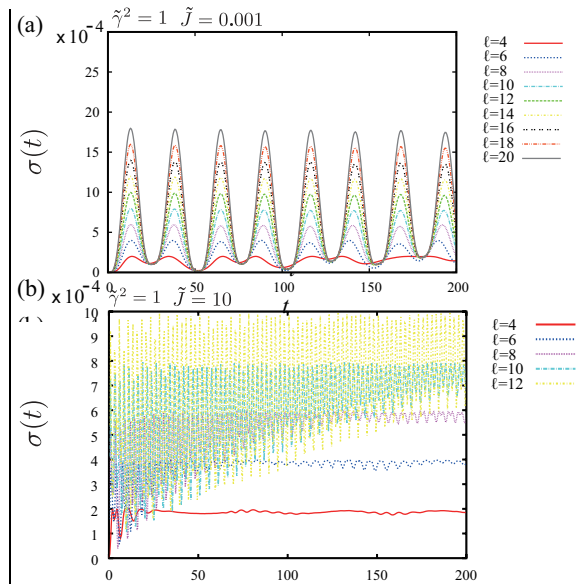 (a) x 10⁻⁴ γ̃² = 1 J̃ = 0.001
25
20
15
10
5
0
0 50 100 150 200
σ(t)
t
ℓ=4
ℓ=6
ℓ=8
ℓ=10
ℓ=12
ℓ=14
ℓ=16
ℓ=18
ℓ=20
(b) x 10⁻⁴ γ̃² = 1 J̃ = 10
10
9
8
7
6
5
4
3
2
1
0
0 50 100 150 200
σ(t)
ℓ=4
ℓ=6
ℓ=8
ℓ=10
ℓ=12